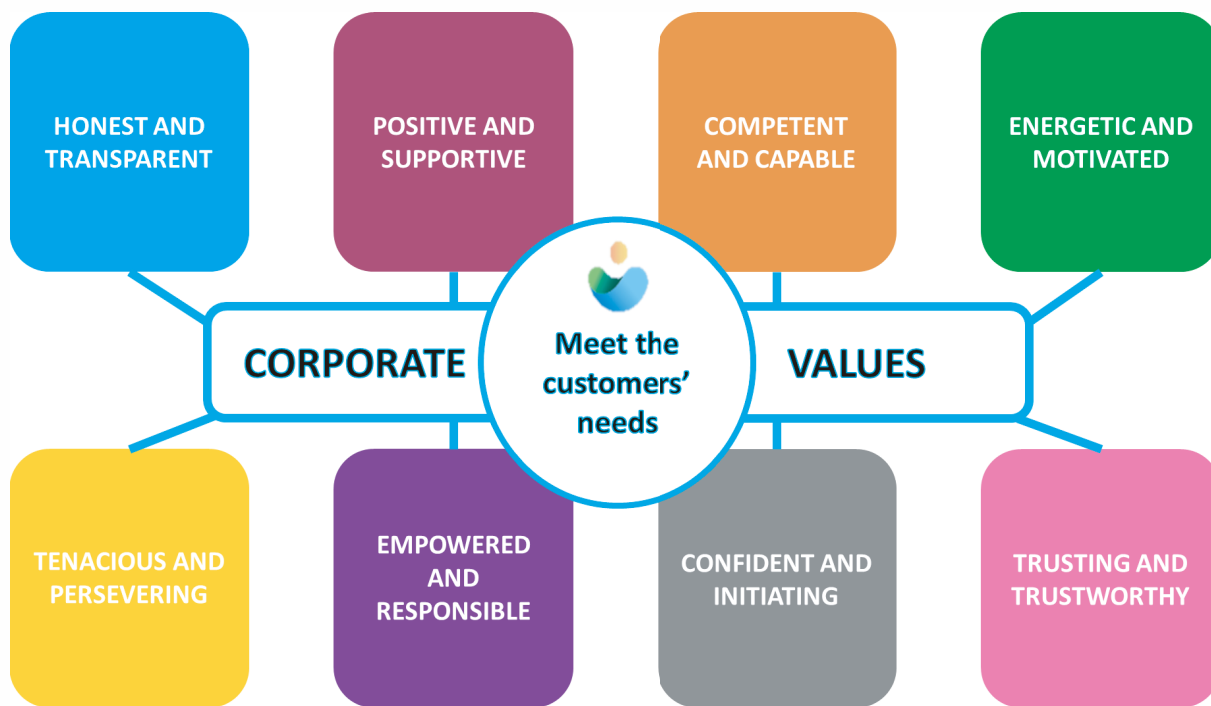 HONEST AND
TRANSPARENT
POSITIVE AND
SUPPORTIVE
COMPETENT
AND CAPABLE
ENERGETIC AND
MOTIVATED
CORPORATE
Meet the
customers’
needs
VALUES
TENACIOUS AND
PERSEVERING
EMPOWERED
AND
RESPONSIBLE
CONFIDENT AND
INITIATING
TRUSTING AND
TRUSTWORTHY